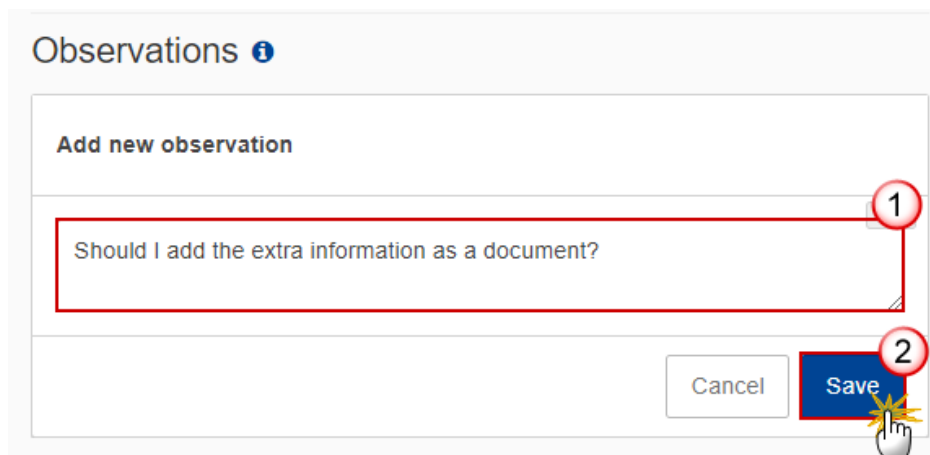 Observations
Add new observation
1
Should I add the extra information as a document?
2
Cancel Save